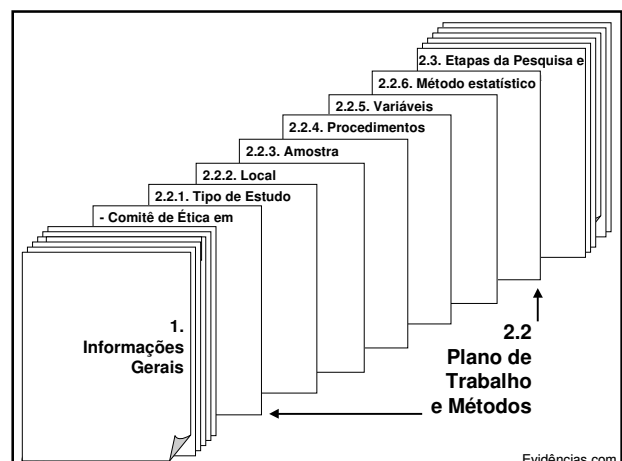 2.3. Etapas da Pesquisa e
2.2.6. Método estatístico
2.2.5. Variáveis
2.2.4. Procedimentos
2.2.3. Amostra
2.2.2. Local
2.2.1. Tipo de Estudo
- Comitê de Ética em
1.
Informações
Gerais
2.2
Plano de
Trabalho
e Métodos
Evidências.com